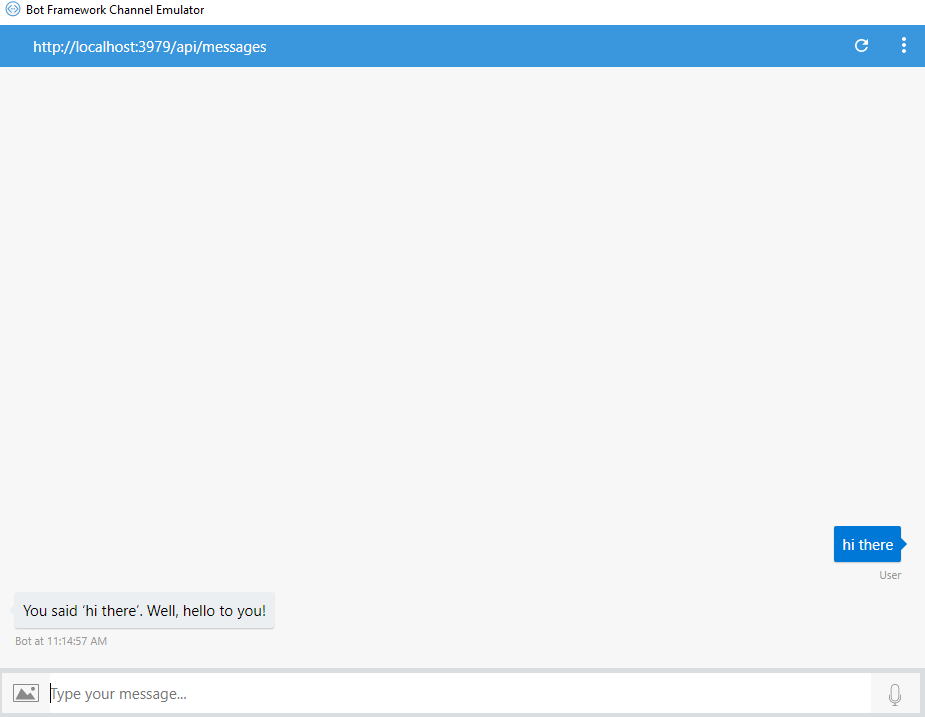 Bot Framework Channel Emulator
http://localhost:3979/api/messages
hi there
User
You said ‘hi there’. Well, hello to you!
Bot at 11:14:57 AM
Type your message...